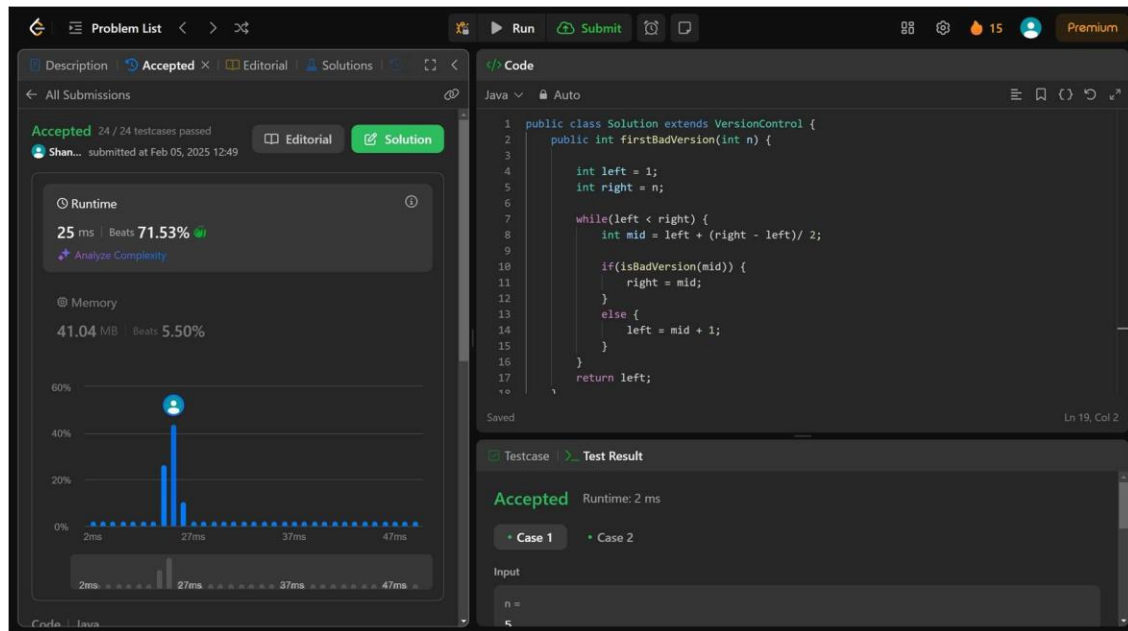 Problem List
Run
Submit
15
Premium
Description
Accepted
Editorial
Solutions
All Submissions
Accepted 24 / 24 testcases passed
Shan... submitted at Feb 05, 2025 12:49
Editorial
Solution
Runtime
25 ms Beats 71.53%
Analyze Complexity
Memory
41.04 MB Beats 5.50%
60%
40%
20%
0%
2ms 27ms 37ms 47ms
2ms 27ms 37ms 47ms
Code Java
</> Code
Java Auto
1 public class Solution extends VersionControl {
2 public int firstBadVersion(int n) {
3
4 int left = 1;
5 int right = n;
6
7 while(left < right) {
8 int mid = left + (right - left)/ 2;
9
10 if(isBadVersion(mid)) {
11 right = mid;
12 }
13 else {
14 left = mid + 1;
15 }
16 }
17 return left;
18 }
Saved
Ln 19, Col 2
Testcase
Test Result
Accepted Runtime: 2 ms
Case 1
Case 2
Input
n =
5